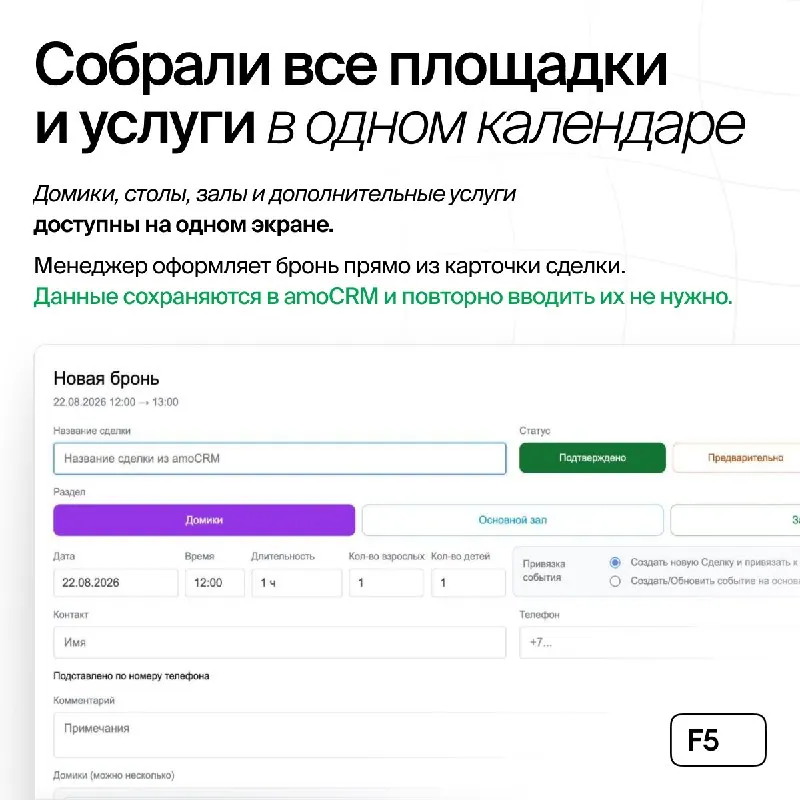 Собрали все площадки
и услуги в одном календаре
Домики, столы, залы и дополнительные услуги
доступны на одном экране.
Менеджер оформляет бронь прямо из карточки сделки.
Данные сохраняются в amoCRM и повторно вводить их не нужно.
Новая бронь
22.08.2026 12:00 → 13:00
Название сделки
Статус
Название сделки из amoCRM
Подтверждено
Предварительно
Раздел
Домики
Основной зал
Дата
Время
Длительность
Кол-во взрослых
Кол-во детей
Привязка
события
Создать новую Сделку и привязать к
Создать/Обновить событие на
22.08.2026
12:00
1 ч
1
1
Контакт
Телефон
Имя
+7...
Подставлено по номеру телефона
Комментарий
Примечания
Домики (можно несколько)
F5